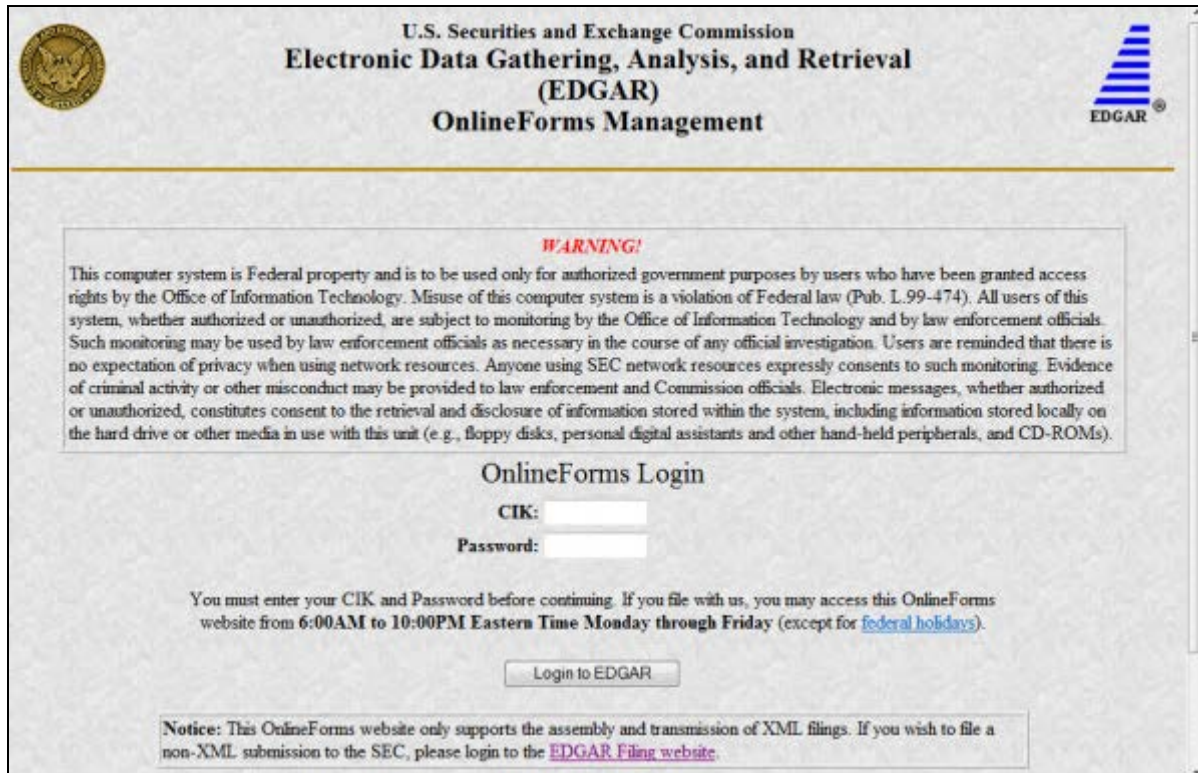 U.S. Securities and Exchange Commission
Electronic Data Gathering, Analysis, and Retrieval
(EDGAR)
OnlineForms Management
EDGAR ®
WARNING!
This computer system is Federal property and is to be used only for authorized government purposes by users who have been granted access
rights by the Office of Information Technology. Misuse of this computer system is a violation of Federal law (Pub. L.99-474). All users of this
system, whether authorized or unauthorized, are subject to monitoring by the Office of Information Technology and by law enforcement officials.
Such monitoring may be used by law enforcement officials as necessary in the course of any official investigation. Users are reminded that there is
no expectation of privacy when using network resources. Anyone using SEC network resources expressly consents to such monitoring. Evidence
of criminal activity or other misconduct may be provided to law enforcement and Commission officials. Electronic messages, whether authorized
or unauthorized, constitutes consent to the retrieval and disclosure of information stored within the system, including information stored locally on
the hard drive or other media in use with this unit (e.g., floppy disks, personal digital assistants and other hand-held peripherals, and CD-ROMs).
OnlineForms Login
CIK:
Password:
You must enter your CIK and Password before continuing. If you file with us, you may access this OnlineForms
website from 6:00AM to 10:00PM Eastern Time Monday through Friday (except for federal holidays).
Login to EDGAR
Notice: This OnlineForms website only supports the assembly and transmission of XML filings. If you wish to file a
non-XML submission to the SEC, please login to the EDGAR Filing website.